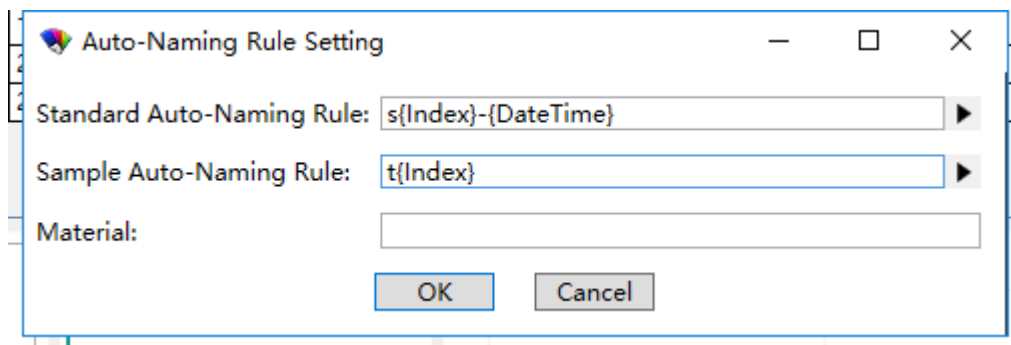 Auto-Naming Rule Setting
Standard Auto-Naming Rule: s{Index}-{DateTime}
Sample Auto-Naming Rule: t{Index}
Material:
OK Cancel